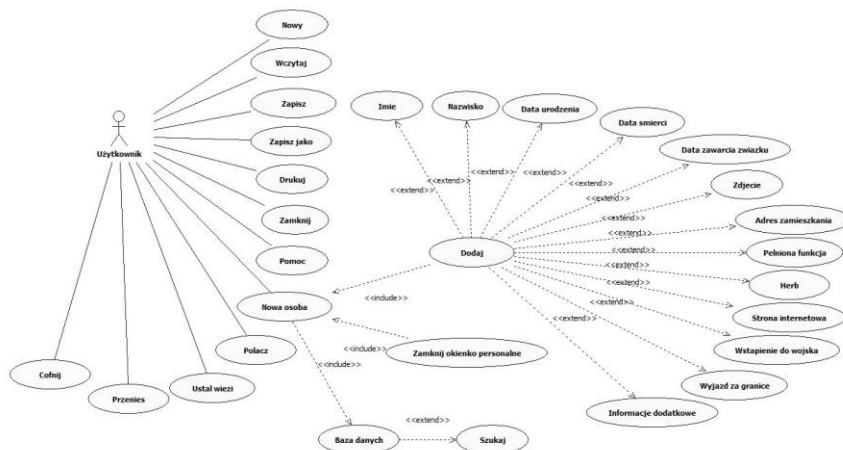 Nowy
Wczytaj
Zapisz
Zapisz jako
Drukuj
Zamknij
Pomoc
Użytkownik
Imie
Nazwisko
Data urodzenia
Data smierci
Data zawarcia zwiazku
Zdjecie
Adres zamieszkania
Pełniona funkcja
Herb
Strona internetowa
Wstapienie do wojska
Wyjazd za granice
Informacje dodatkowe
<<extend>>
<<extend>>
<<extend>>
<<extend>>
<<extend>>
<<extend>>
<<extend>>
<<extend>>
<<extend>>
<<extend>>
<<extend>>
<<extend>>
<<extend>>
Dodaj
<<include>>
Nowa osoba
Zamknij okienko personalne
<<include>>
<<include>>
Polacz
Ustal wiezi
Przenies
Cofnij
Baza danych
<<extend>>
Szukaj